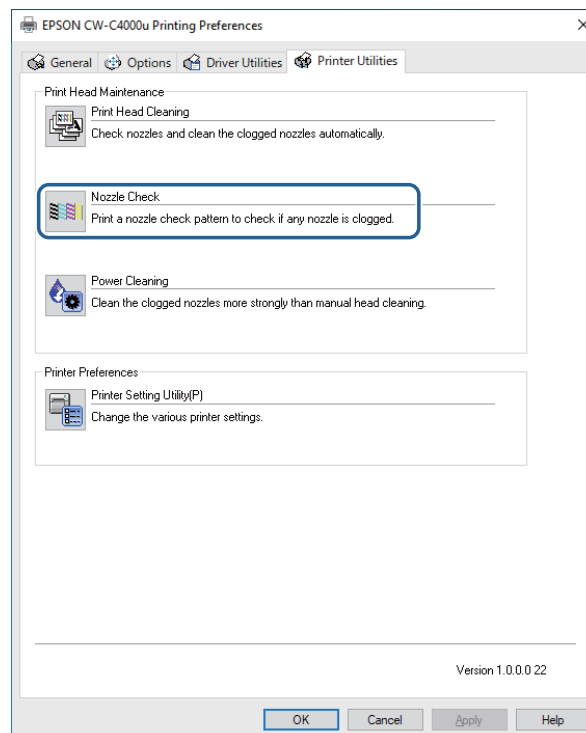 EPSON CW-C4000u Printing Preferences
General Options Driver Utilities Printer Utilities
Print Head Maintenance
Print Head Cleaning
Check nozzles and clean the clogged nozzles automatically.
Nozzle Check
Print a nozzle check pattern to check if any nozzle is clogged.
Power Cleaning
Clean the clogged nozzles more strongly than manual head cleaning.
Printer Preferences
Printer Setting Utility(P)
Change the various printer settings.
Version 1.0.0.0 22
OK Cancel Apply Help